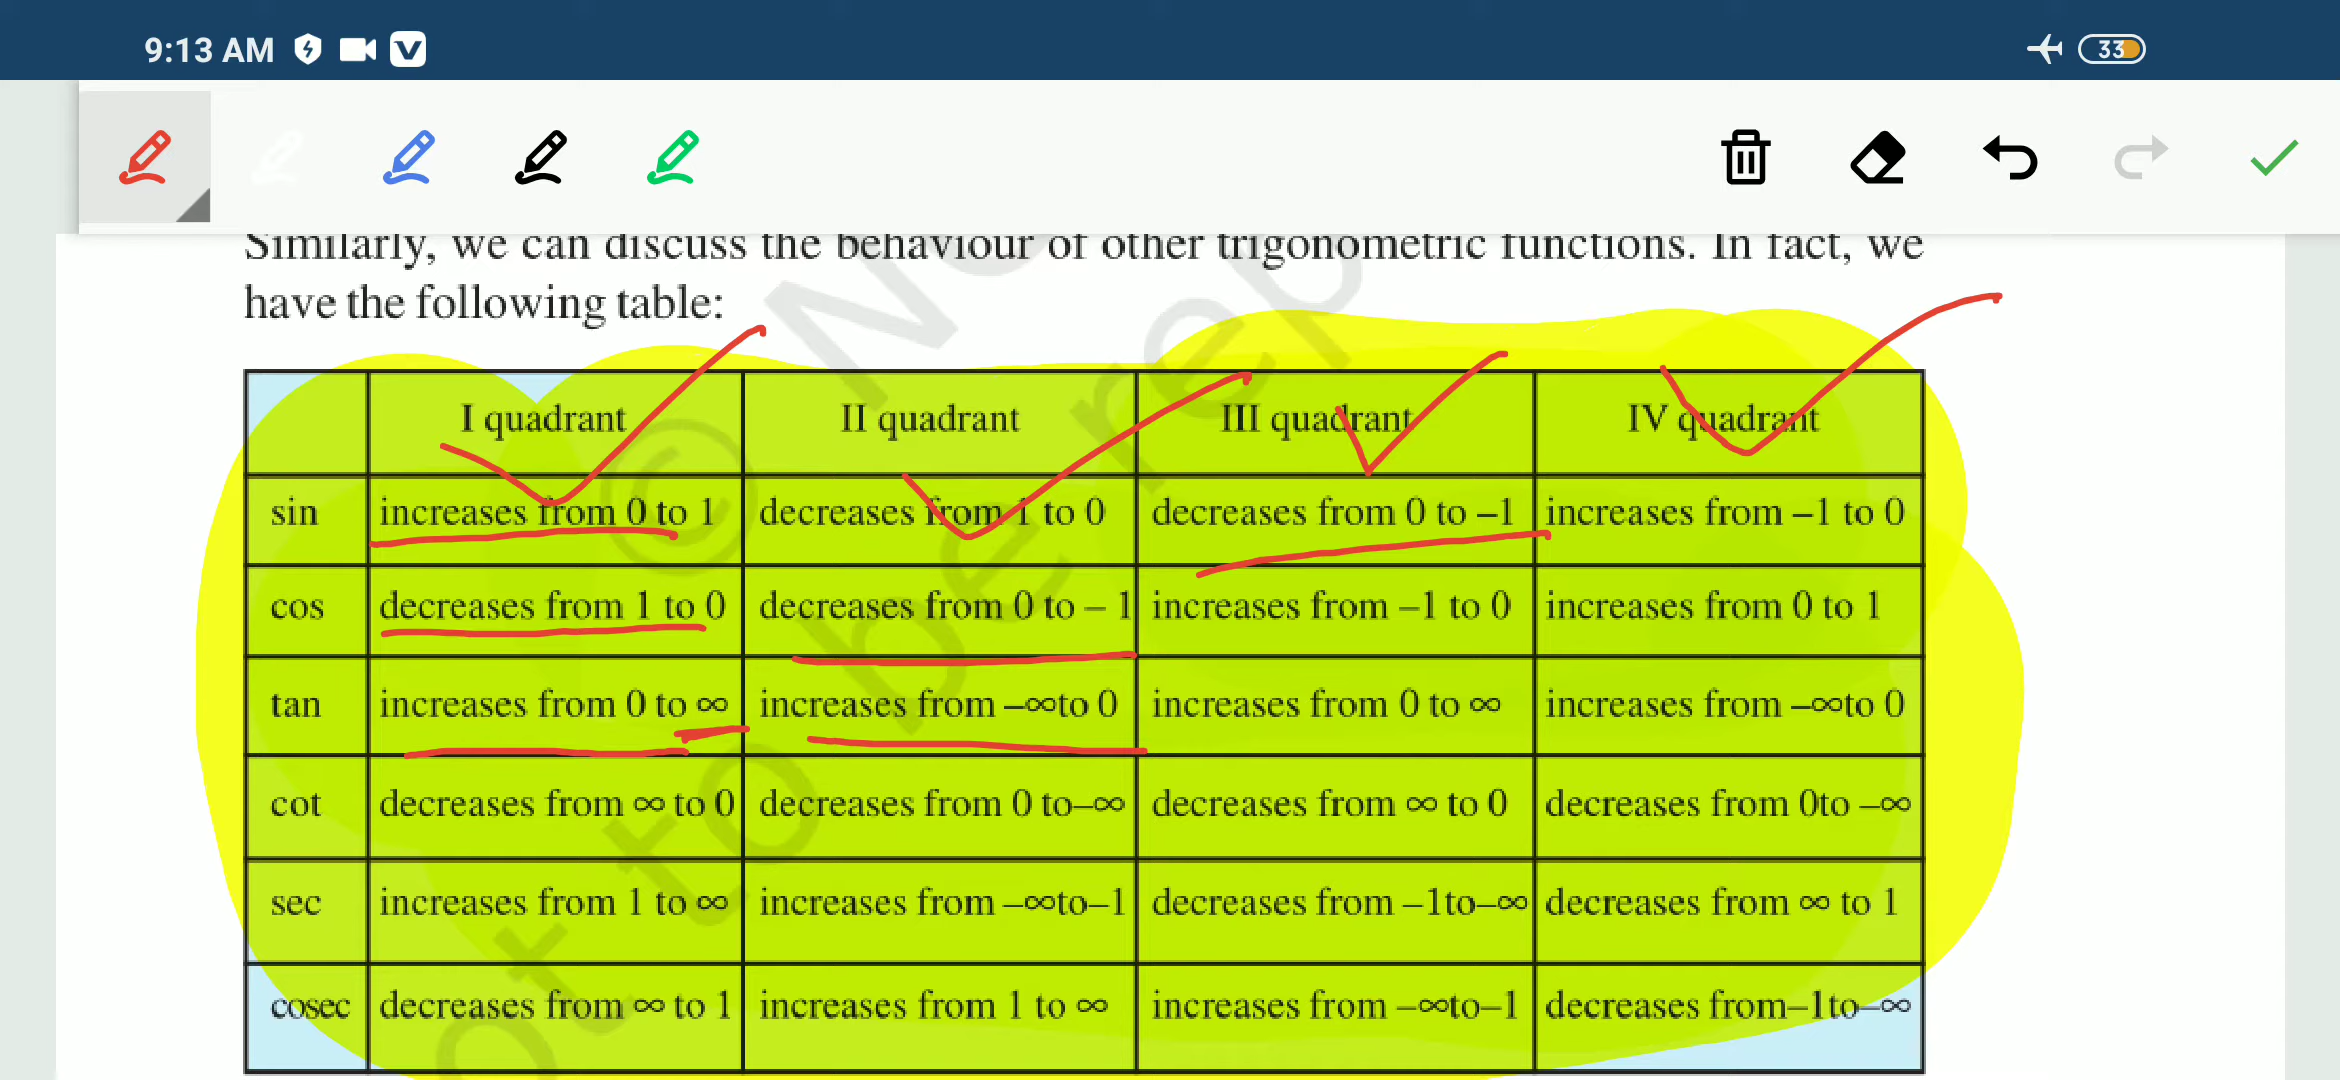 9:13 AM
33
Similarly, we can discuss the behaviour of other trigonometric functions. In fact, we
have the following table:
I quadrant II quadrant III quadrant IV quadrant
sin increases from 0 to 1 decreases from 1 to 0 decreases from 0 to –1 increases from –1 to 0
cos decreases from 1 to 0 decreases from 0 to – 1 increases from –1 to 0 increases from 0 to 1
tan increases from 0 to ∞ increases from –∞to 0 increases from 0 to ∞ increases from –∞to 0
cot decreases from ∞ to 0 decreases from 0 to–∞ decreases from ∞ to 0 decreases from 0to –∞
sec increases from 1 to ∞ increases from –∞to–1 decreases from –1to–∞ decreases from ∞ to 1
cosec decreases from ∞ to 1 increases from 1 to ∞ increases from –∞to–1 decreases from–1to–∞
© N
to be rep